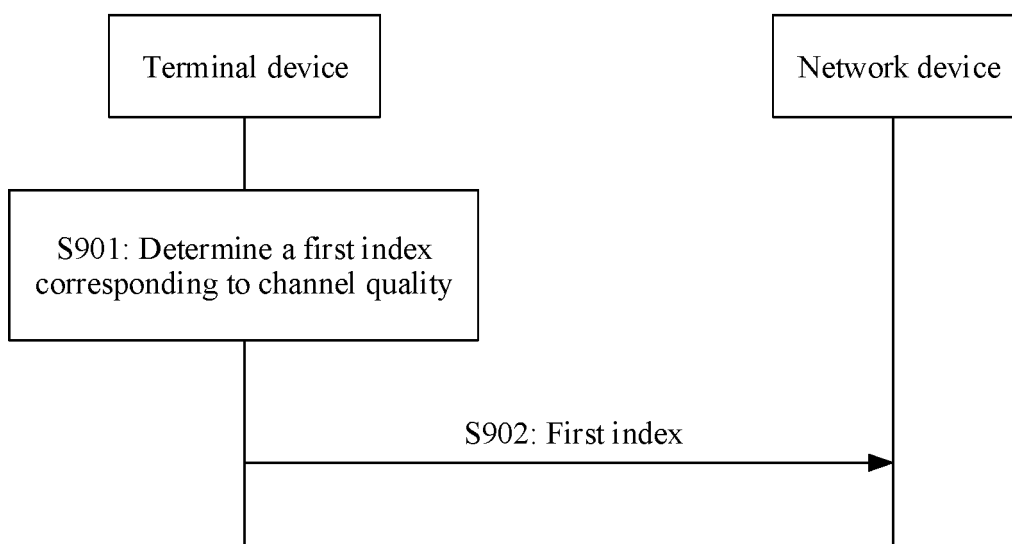 Terminal device
Network device
S901: Determine a first index
corresponding to channel quality
S902: First index